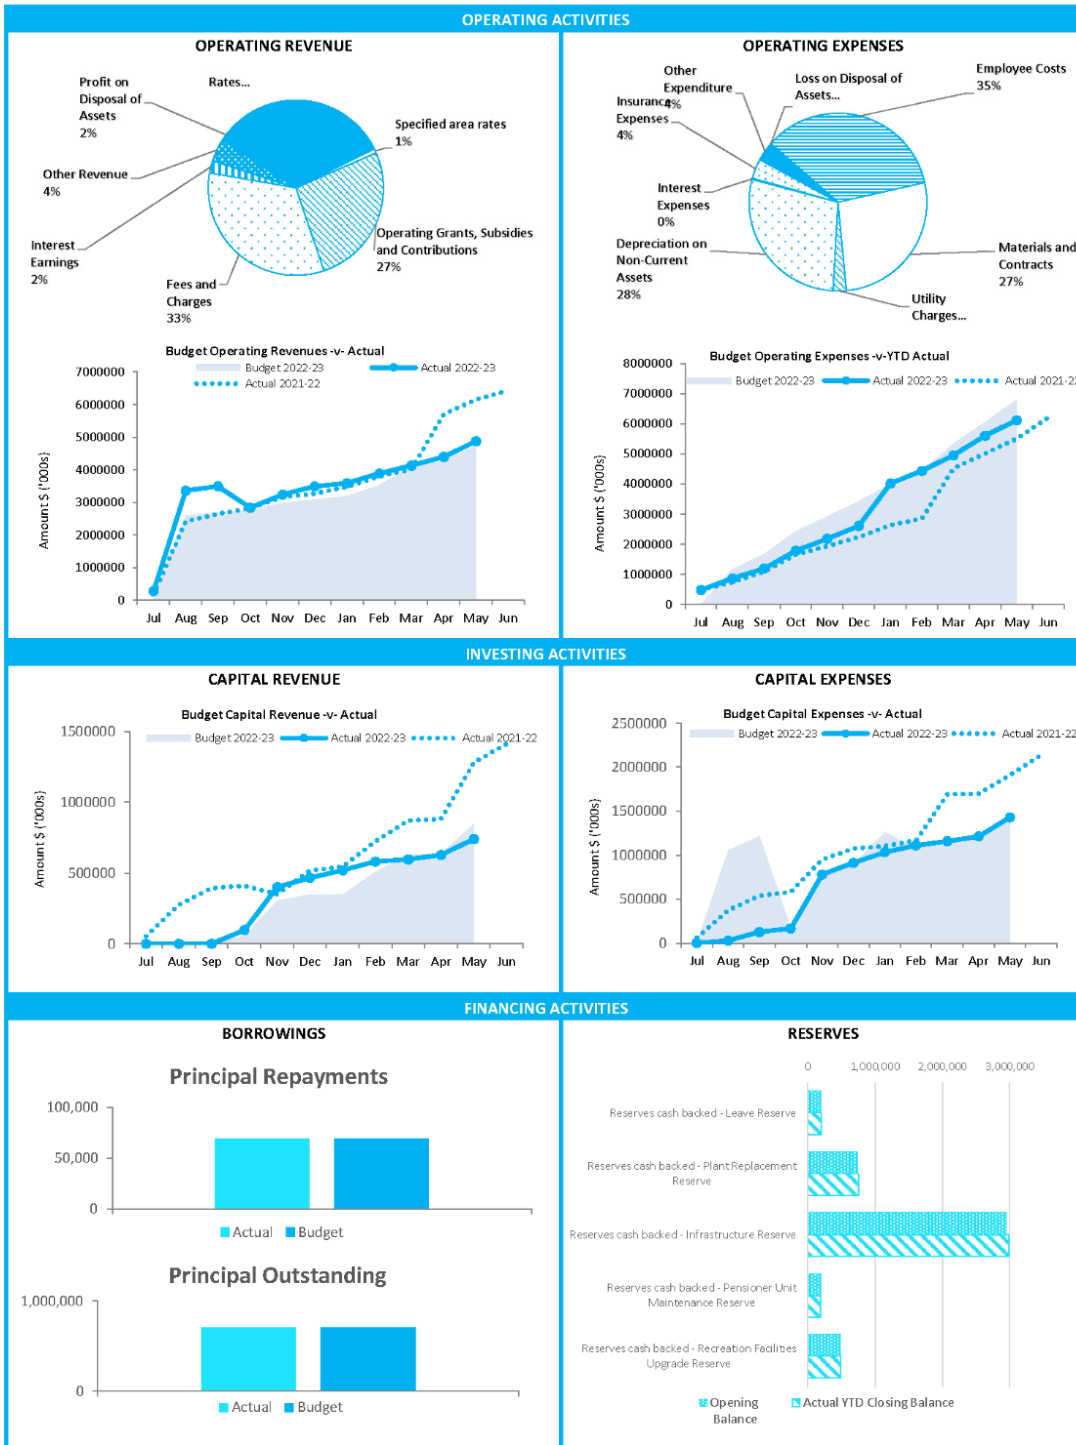 OPERATING ACTIVITIES
OPERATING REVENUE
Profit on
Disposal of
Assets
2%
Rates...
Specified area rates
1%
Other Revenue
4%
Interest
Earnings
2%
Operating Grants, Subsidies
and Contributions
27%
Fees and
Charges
33%
OPERATING EXPENSES
Other
Expenditure
4%
Loss on Disposal of
Assets...
Employee Costs
35%
Insurance
Expenses
4%
Interest
Expenses
0%
Depreciation on
Non-Current
Assets
28%
Materials and
Contracts
27%
Utility
Charges...
Budget Operating Revenues -v- Actual
Budget 2022-23
Actual 2022-23
Actual 2021-22
Amount $ ('000s)
7000000
6000000
5000000
4000000
3000000
2000000
1000000
0
Jul Aug Sep Oct Nov Dec Jan Feb Mar Apr May Jun
Budget Operating Expenses -v-YTD Actual
Budget 2022-23 Actual 2022-23 Actual 2021-22
Amount $ ('000s)
8000000
7000000
6000000
5000000
4000000
3000000
2000000
1000000
0
Jul Aug Sep Oct Nov Dec Jan Feb Mar Apr May Jun
INVESTING ACTIVITIES
CAPITAL REVENUE
Budget Capital Revenue -v- Actual
Budget 2022-23 Actual 2022-23 Actual 2021-22
Amount $ ('000s)
1500000
1000000
500000
0
Jul Aug Sep Oct Nov Dec Jan Feb Mar Apr May Jun
CAPITAL EXPENSES
Budget Capital Expenses -v- Actual
Budget 2022-23 Actual 2022-23 Actual 2021-22
Amount $ ('000s)
2500000
2000000
1500000
1000000
500000
0
Jul Aug Sep Oct Nov Dec Jan Feb Mar Apr May Jun
FINANCING ACTIVITIES
BORROWINGS
Principal Repayments
100,000
50,000
0
Actual Budget
Principal Outstanding
1,000,000
0
Actual Budget
RESERVES
0 1,000,000 2,000,000 3,000,000
Reserves cash backed - Leave Reserve
Reserves cash backed - Plant Replacement
Reserve
Reserves cash backed - Infrastructure Reserve
Reserves cash backed - Pensioner Unit
Maintenance Reserve
Reserves cash backed - Recreation Facilities
Upgrade Reserve
Opening
Balance
Actual YTD Closing Balance